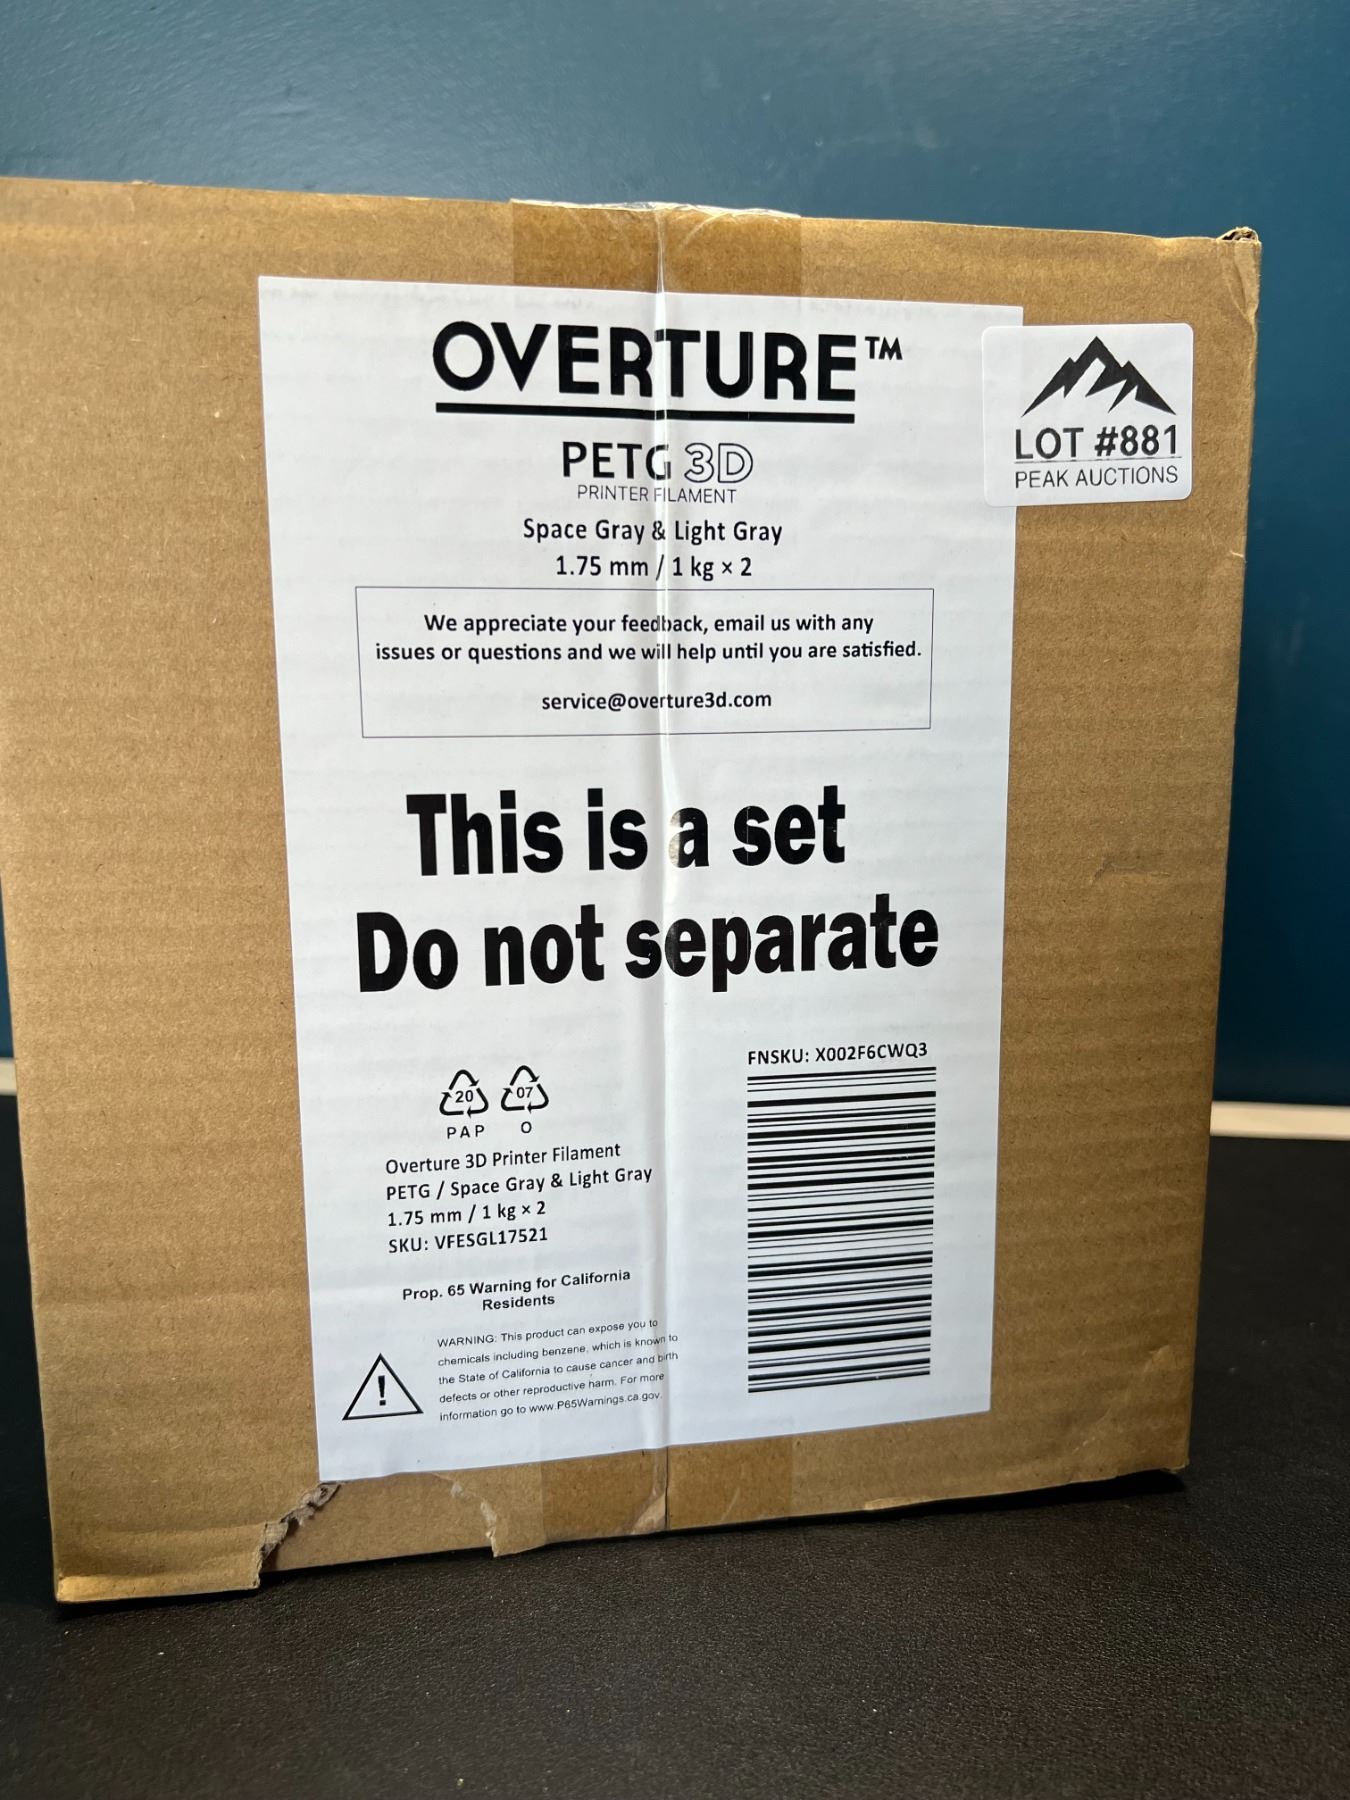 OVERTURE™
PETG 3D
PRINTER FILAMENT
Space Gray & Light Gray
1.75 mm / 1 kg × 2
We appreciate your feedback, email us with any
issues or questions and we will help until you are satisfied.
service@overture3d.com
This is a set
Do not separate
LOT #881
PEAK AUCTIONS
20
07
PAP
O
Overture 3D Printer Filament
PETG / Space Gray & Light Gray
1.75 mm / 1 kg × 2
SKU: VFESGL17521
Prop. 65 Warning for California
Residents
!
WARNING: This product can expose you to
chemicals including benzene, which is known to
the State of California to cause cancer and birth
defects or other reproductive harm. For more
information go to www.P65Warnings.ca.gov.
FNSKU: X002F6CWQ3